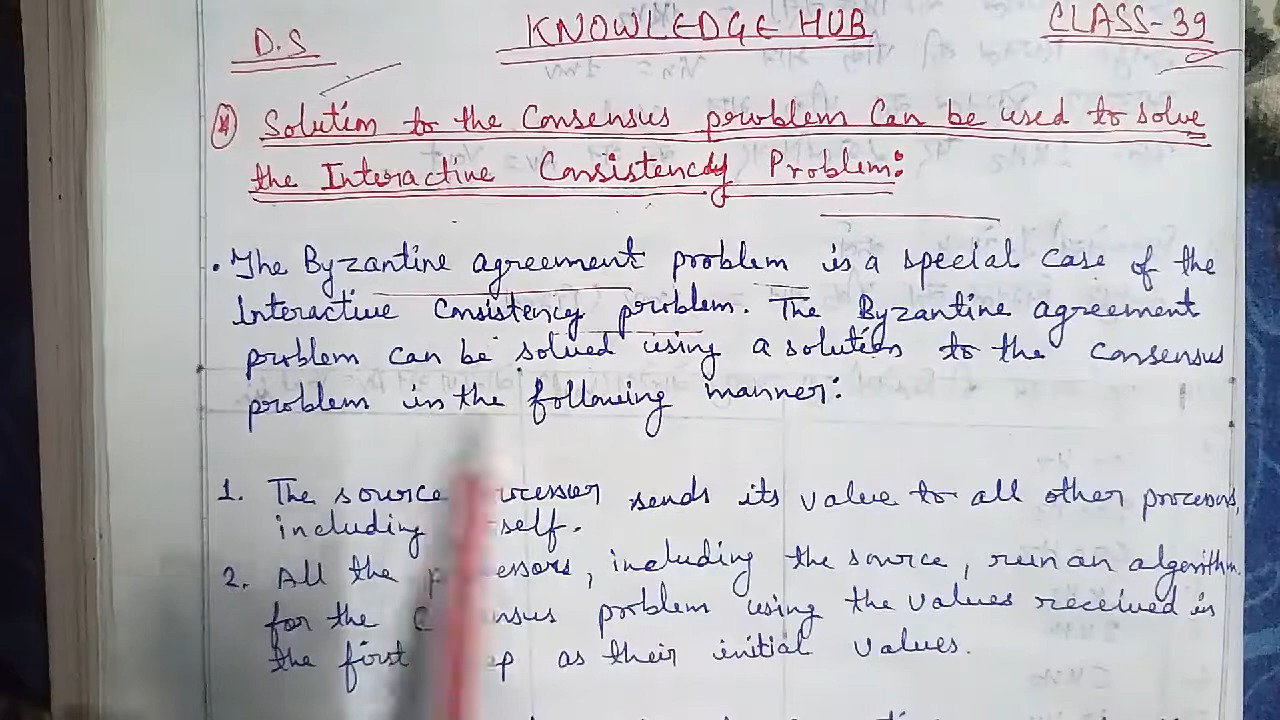 D.S KNOWLEDGE HUB CLASS-39
Solution to the Consensus problem Can be used to solve
the Interactive Consistency Problem:
• The Byzantine agreement problem is a special case of the
Interactive Consistency problem. The Byzantine agreement
problem can be solved using a solution to the consensus
problem in the following manner:
1. The source sends its value to all other
including self.
2. All the , including the source, run an algorithm
for the problem using the values received in
the first as their initial values.